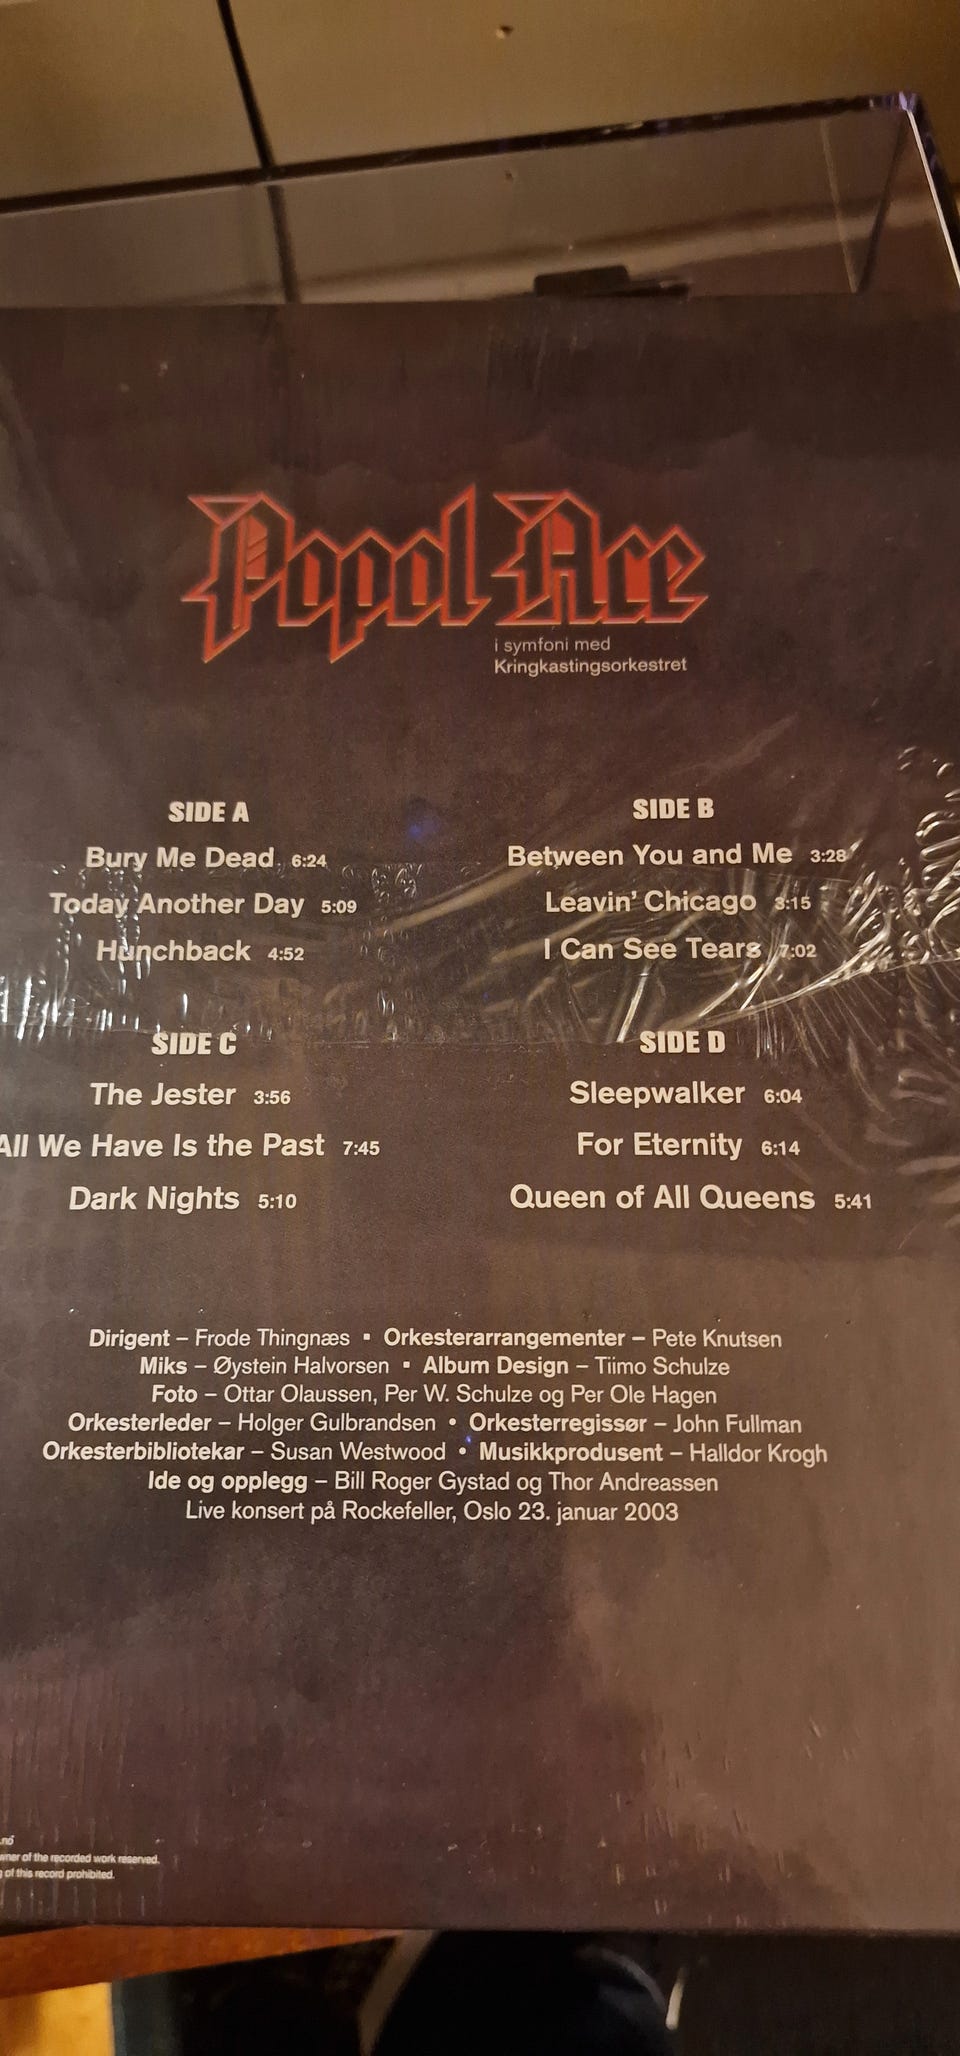 Popol Ace
i symfoni med
Kringkastingsorkestret
SIDE A
Bury Me Dead 6:24
Today Another Day 5:09
Hunchback 4:52
SIDE B
Between You and Me 3:28
Leavin' Chicago 3:15
I Can See Tears 7:02
SIDE C
The Jester 3:56
All We Have Is the Past 7:45
Dark Nights 5:10
SIDE D
Sleepwalker 6:04
For Eternity 6:14
Queen of All Queens 5:41
Dirigent – Frode Thingnæs ▪ Orkesterarrangementer – Pete Knutsen
Miks – Øystein Halvorsen ▪ Album Design – Tiimo Schulze
Foto – Ottar Olaussen, Per W. Schulze og Per Ole Hagen
Orkesterleder – Holger Gulbrandsen • Orkesterregissør – John Fullman
Orkesterbibliotekar – Susan Westwood • Musikkprodusent – Halldor Krogh
Ide og opplegg – Bill Roger Gystad og Thor Andreassen
Live konsert på Rockefeller, Oslo 23. januar 2003
.no
of the recorded work reserved.
of this record prohibited.